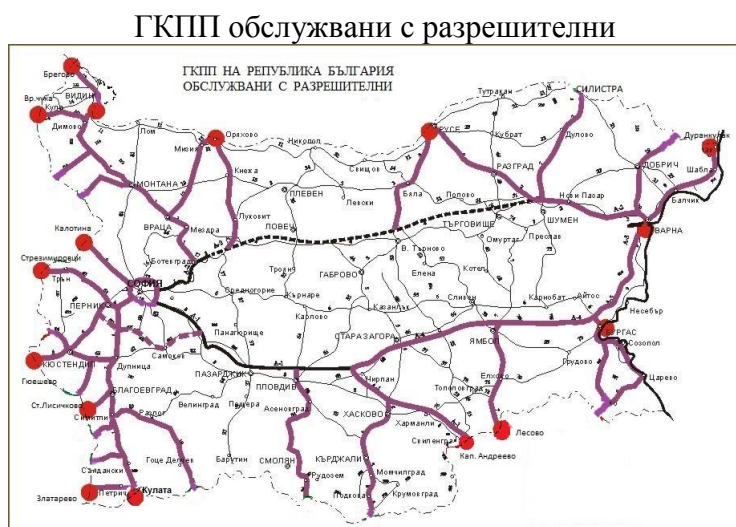 ГКПП обслужвани с разрешителни
ГКПП НА РЕПУБЛИКА БЪЛГАРИЯ
ОБСЛУЖВАНИ С РАЗРЕШИТЕЛНИ
Брегово
ВИДИН
Вр.чука
Кула
Димово
Лом
Оряхово
Мизия
Никопол
Свищов
РУСЕ
Тутракан
СИЛИСТРА
Кубрат
Дулово
Дуранкулак
Шабла
ДОБРИЧ
Балчик
РАЗГРАД
МОНТАНА
Кнежа
ПЛЕВЕН
Левски
Бяла
Попово
Нови Пазар
ШУМЕН
ВАРНА
Калотина
ВРАЦА
Мездра
Луковит
ЛОВЕЧ
ТЪРГОВИЩЕ
Преслав
Омуртаг
Ботевград
В. Търново
Стрезимировци
Трън
СОФИЯ
Троян
ГАБРОВО
Елена
Котел
Средногорие
Кърнаре
Казанлък
Сливен
Карнобат
Айтос
Несебър
ПЕРНИК
Карлово
Панагюрище
СТАРА ЗАГОРА
ЯМБОЛ
БУРГАС
Созопол
Самоков
Гюешево
КЮСТЕНДИЛ
Дупница
ПАЗАРДЖИК
ПЛОВДИВ
Чирпан
Тополовград
Елхово
Грудово
Царево
Ст.Лисичково
БЛАГОЕВГРАД
Симитли
Разлог
Велинград
Пещера
Асеновград
ХАСКОВО
Харманли
Свиленград
Лесово
Кап. Андреево
Сандански
Гоце Делчев
Барутин
СМОЛЯН
Рудозем
КЪРДЖАЛИ
Момчилград
Златарево
Петрич
Кулата
Подкова
Крумовград